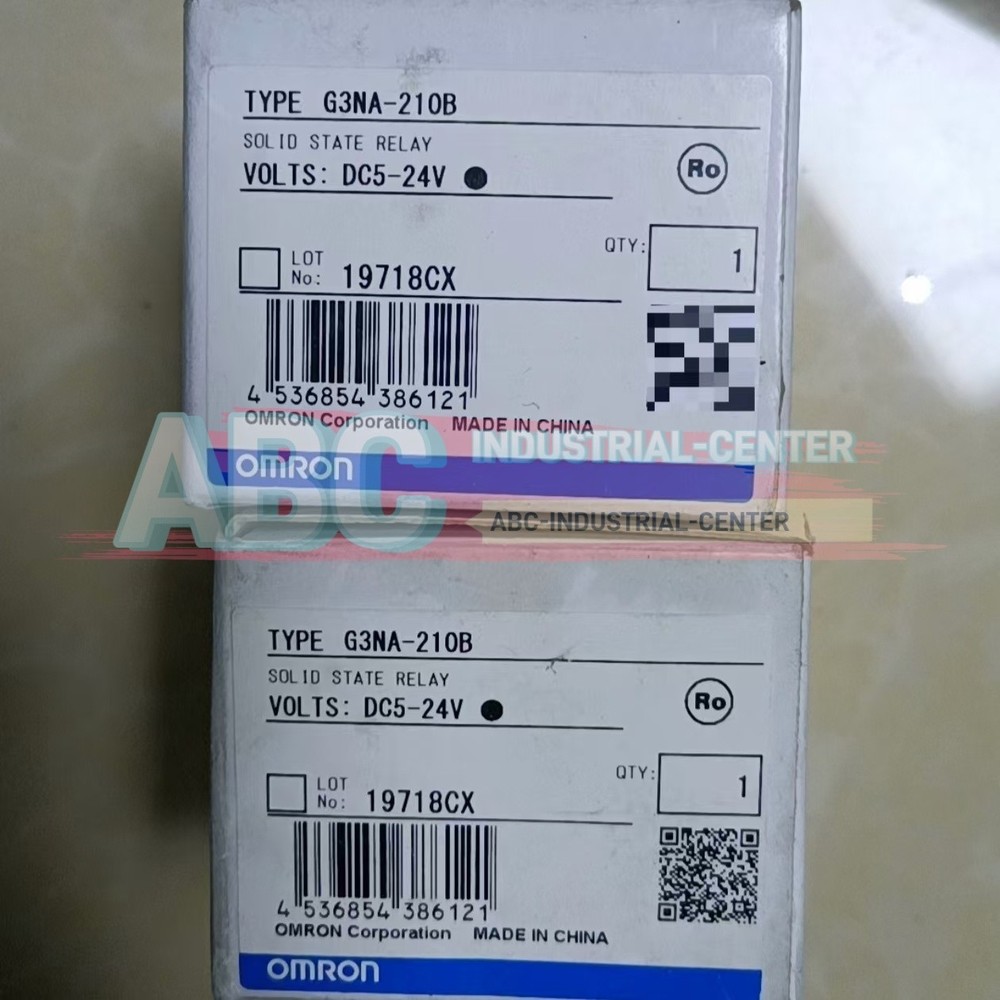 TYPE G3NA-210B
SOLID STATE RELAY
VOLTS: DC5-24V
Ro
QTY: 1
LOT
No: 19718CX
4 536854 386121
OMRON Corporation MADE IN CHINA
OMRON
ABC INDUSTRIAL-CENTER
ABC-INDUSTRIAL-CENTER
TYPE G3NA-210B
SOLID STATE RELAY
VOLTS: DC5-24V
Ro
QTY: 1
LOT
No: 19718CX
4 536854 386121
OMRON Corporation MADE IN CHINA
OMRON